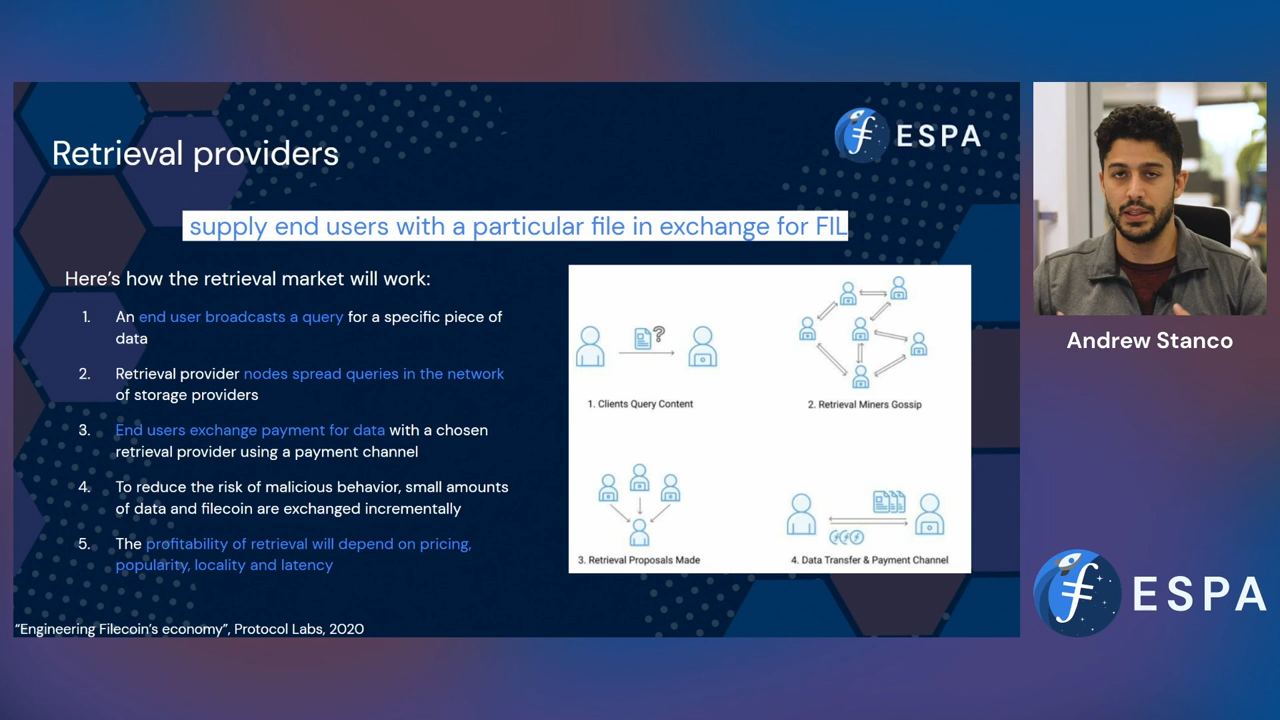 Retrieval providers
ESPA
supply end users with a particular file in exchange for FIL
Here's how the retrieval market will work:
1. An end user broadcasts a query for a specific piece of
data
2. Retrieval provider nodes spread queries in the network
of storage providers
3. End users exchange payment for data with a chosen
retrieval provider using a payment channel
4. To reduce the risk of malicious behavior, small amounts
of data and filecoin are exchanged incrementally
5. The profitability of retrieval will depend on pricing,
popularity, locality and latency
1. Clients Query Content
2. Retrieval Miners Gossip
3. Retrieval Proposals Made
4. Data Transfer & Payment Channel
"Engineering Filecoin's economy", Protocol Labs, 2020
Andrew Stanco
ESPA